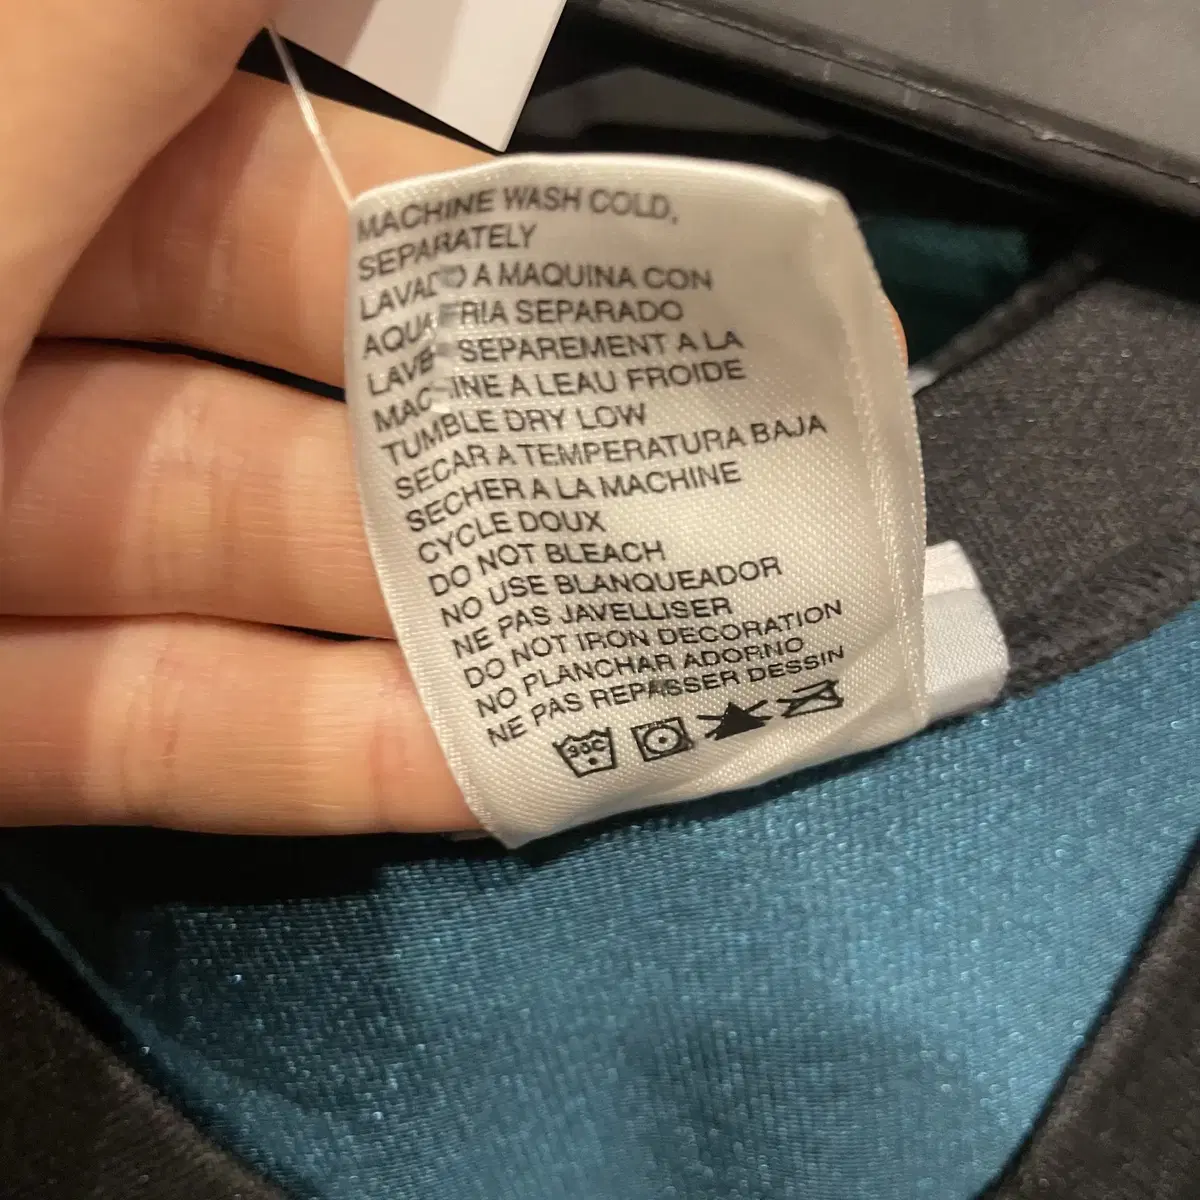 MACHINE WASH COLD,
SEPARATELY
LAVADO A MAQUINA CON
AQUA FRIA SEPARADO
SEPAREMENT A LA
MACHINE A LEAU FROIDE
TUMBLE DRY LOW
SECAR A TEMPERATURA BAJA
SECHER A LA MACHINE
CYCLE DOUX
DO NOT BLEACH
NO USE BLANQUEADOR
NE PAS JAVELLISER
DO NOT IRON DECORATION
NO PLANCHAR ADORNO
NE PAS REPASSER DESSIN